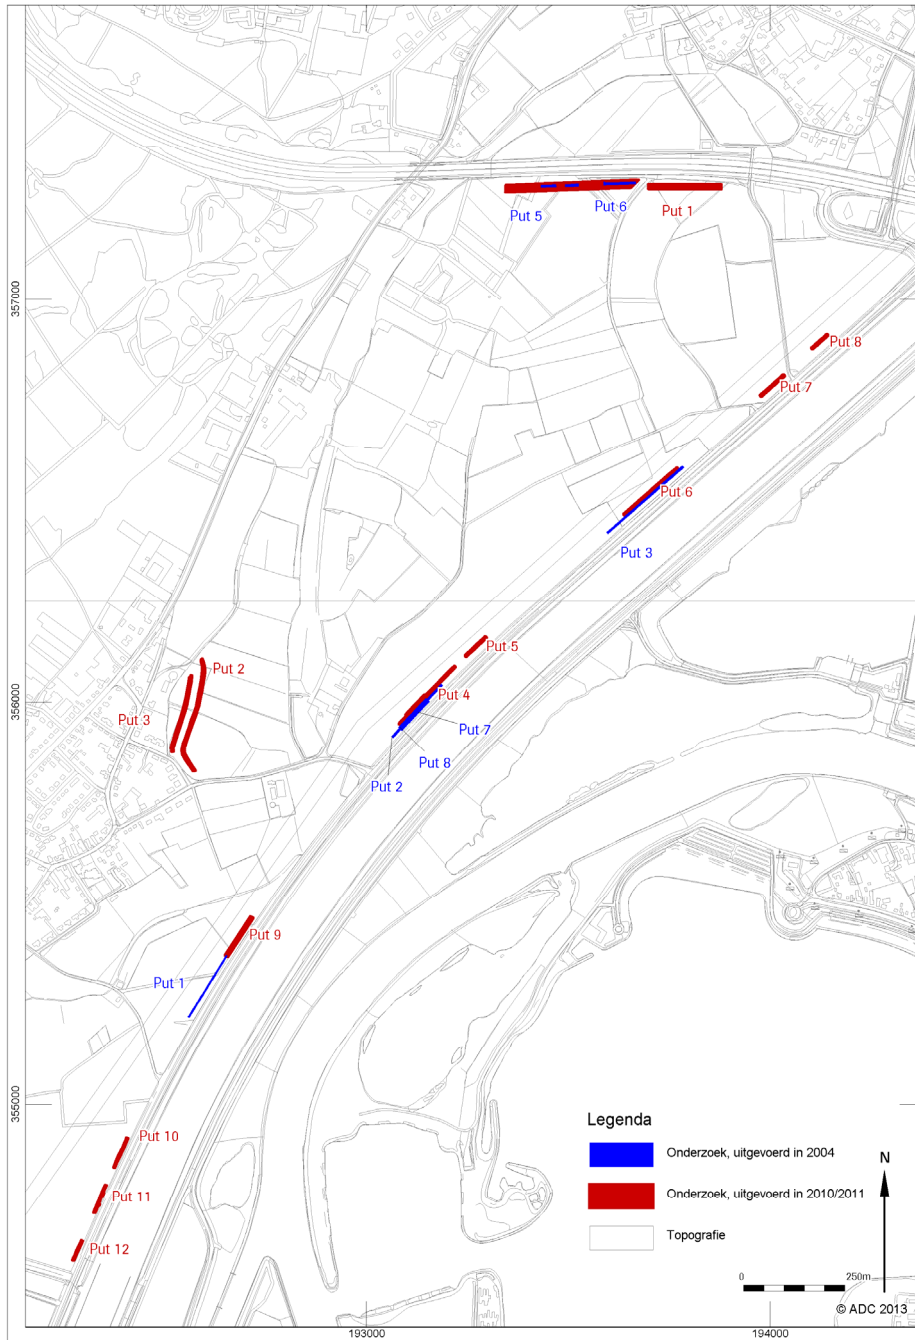 Put 5
Put 6
Put 1
357000
Put 8
Put 7
Put 6
Put 3
Put 5
Put 2
Put 4
Put 3
356000
Put 7
Put 8
Put 2
Put 9
Put 1
355000
Legenda
Onderzoek, uitgevoerd in 2004
Onderzoek, uitgevoerd in 2010/2011
Topografie
N
Put 10
Put 11
Put 12
0
250m
© ADC 2013
193000
194000